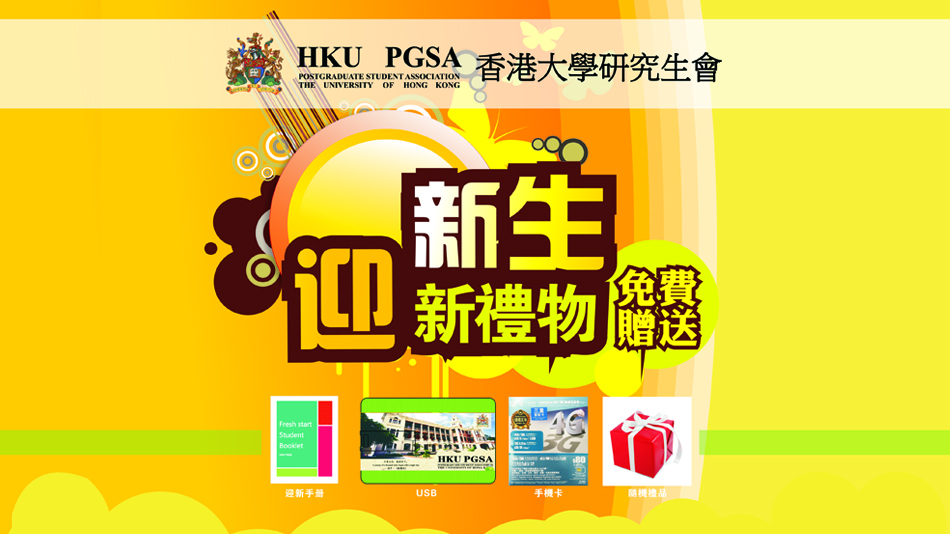 HKU PGSA
POSTGRADUATE STUDENT ASSOCIATION
THE UNIVERSITY OF HONG KONG
香港大學研究生會
迎新生
新禮物
免費
贈送
Fresh start
Student
Booklet
HKU PGSA
4G
3G
$80
迎新手册
USB
手機卡
隨機禮品